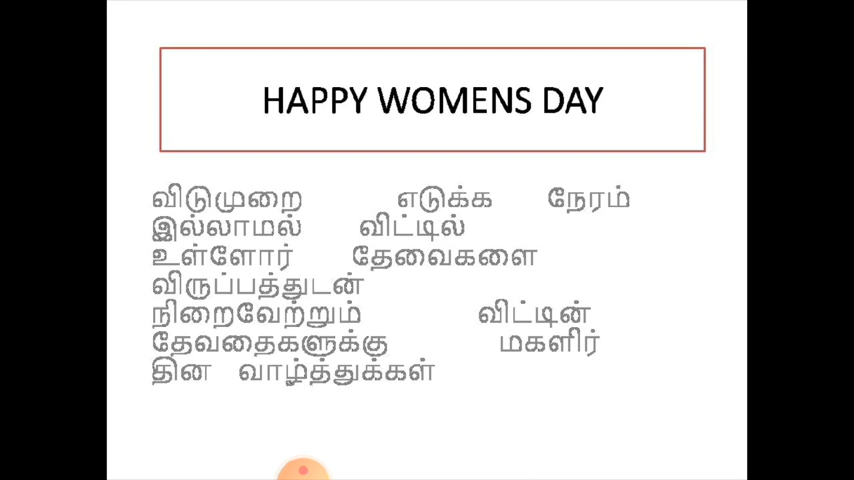 HAPPY WOMENS DAY
விடுமுறை எடுக்க நேரம்
இல்லாமல் விட்டில்
உள்ளோர் தேவைகளை
விருப்பத்துடன்
நிறைவேற்றும் விட்டின்
தேவதைகளுக்கு மகளிர்
தின வாழ்த்துக்கள்